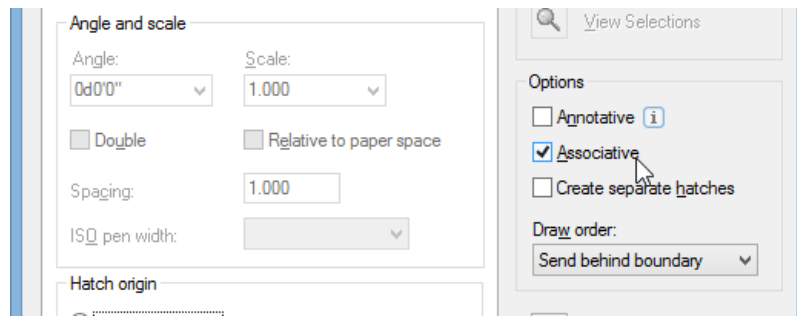 Angle and scale
Angle:
Scale:
0d0'0"
1.000
Double
Relative to paper space
Spacing:
1.000
ISO pen width:
Hatch origin
View Selections
Options
Annotative
Associative
Create separate hatches
Draw order:
Send behind boundary